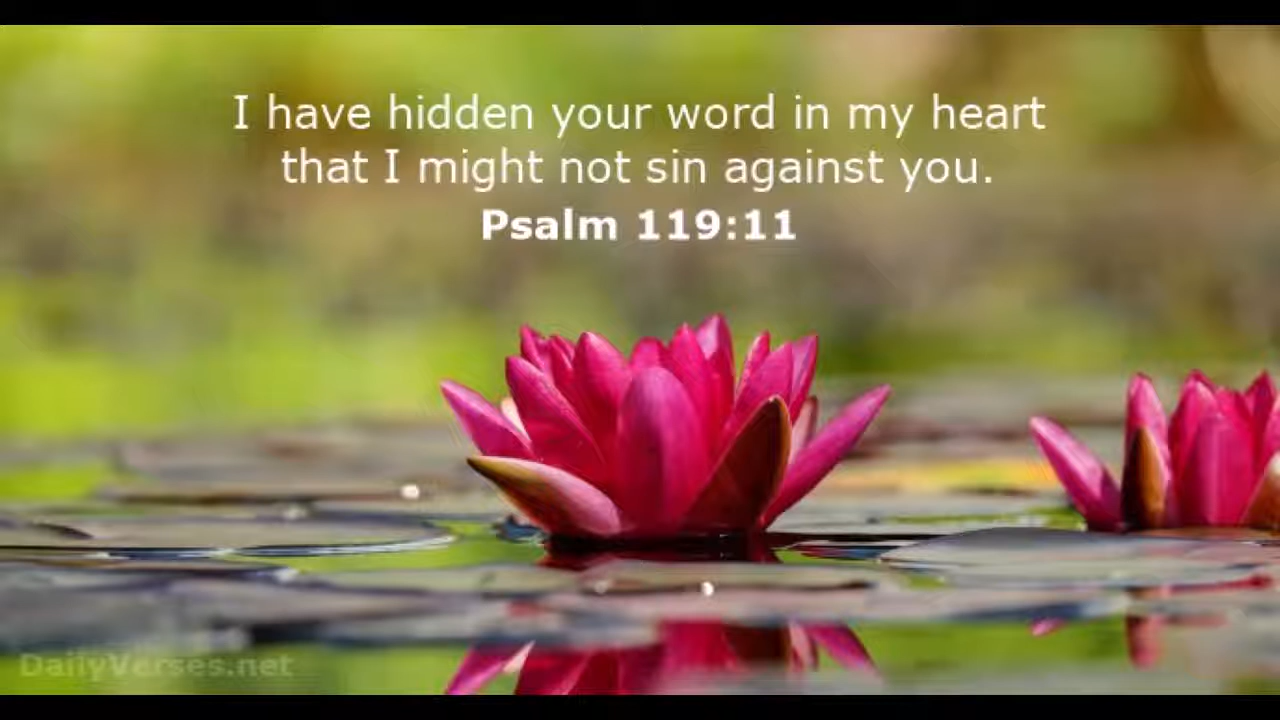 I have hidden your word in my heart
that I might not sin against you.
Psalm 119:11
DailyVerses.net